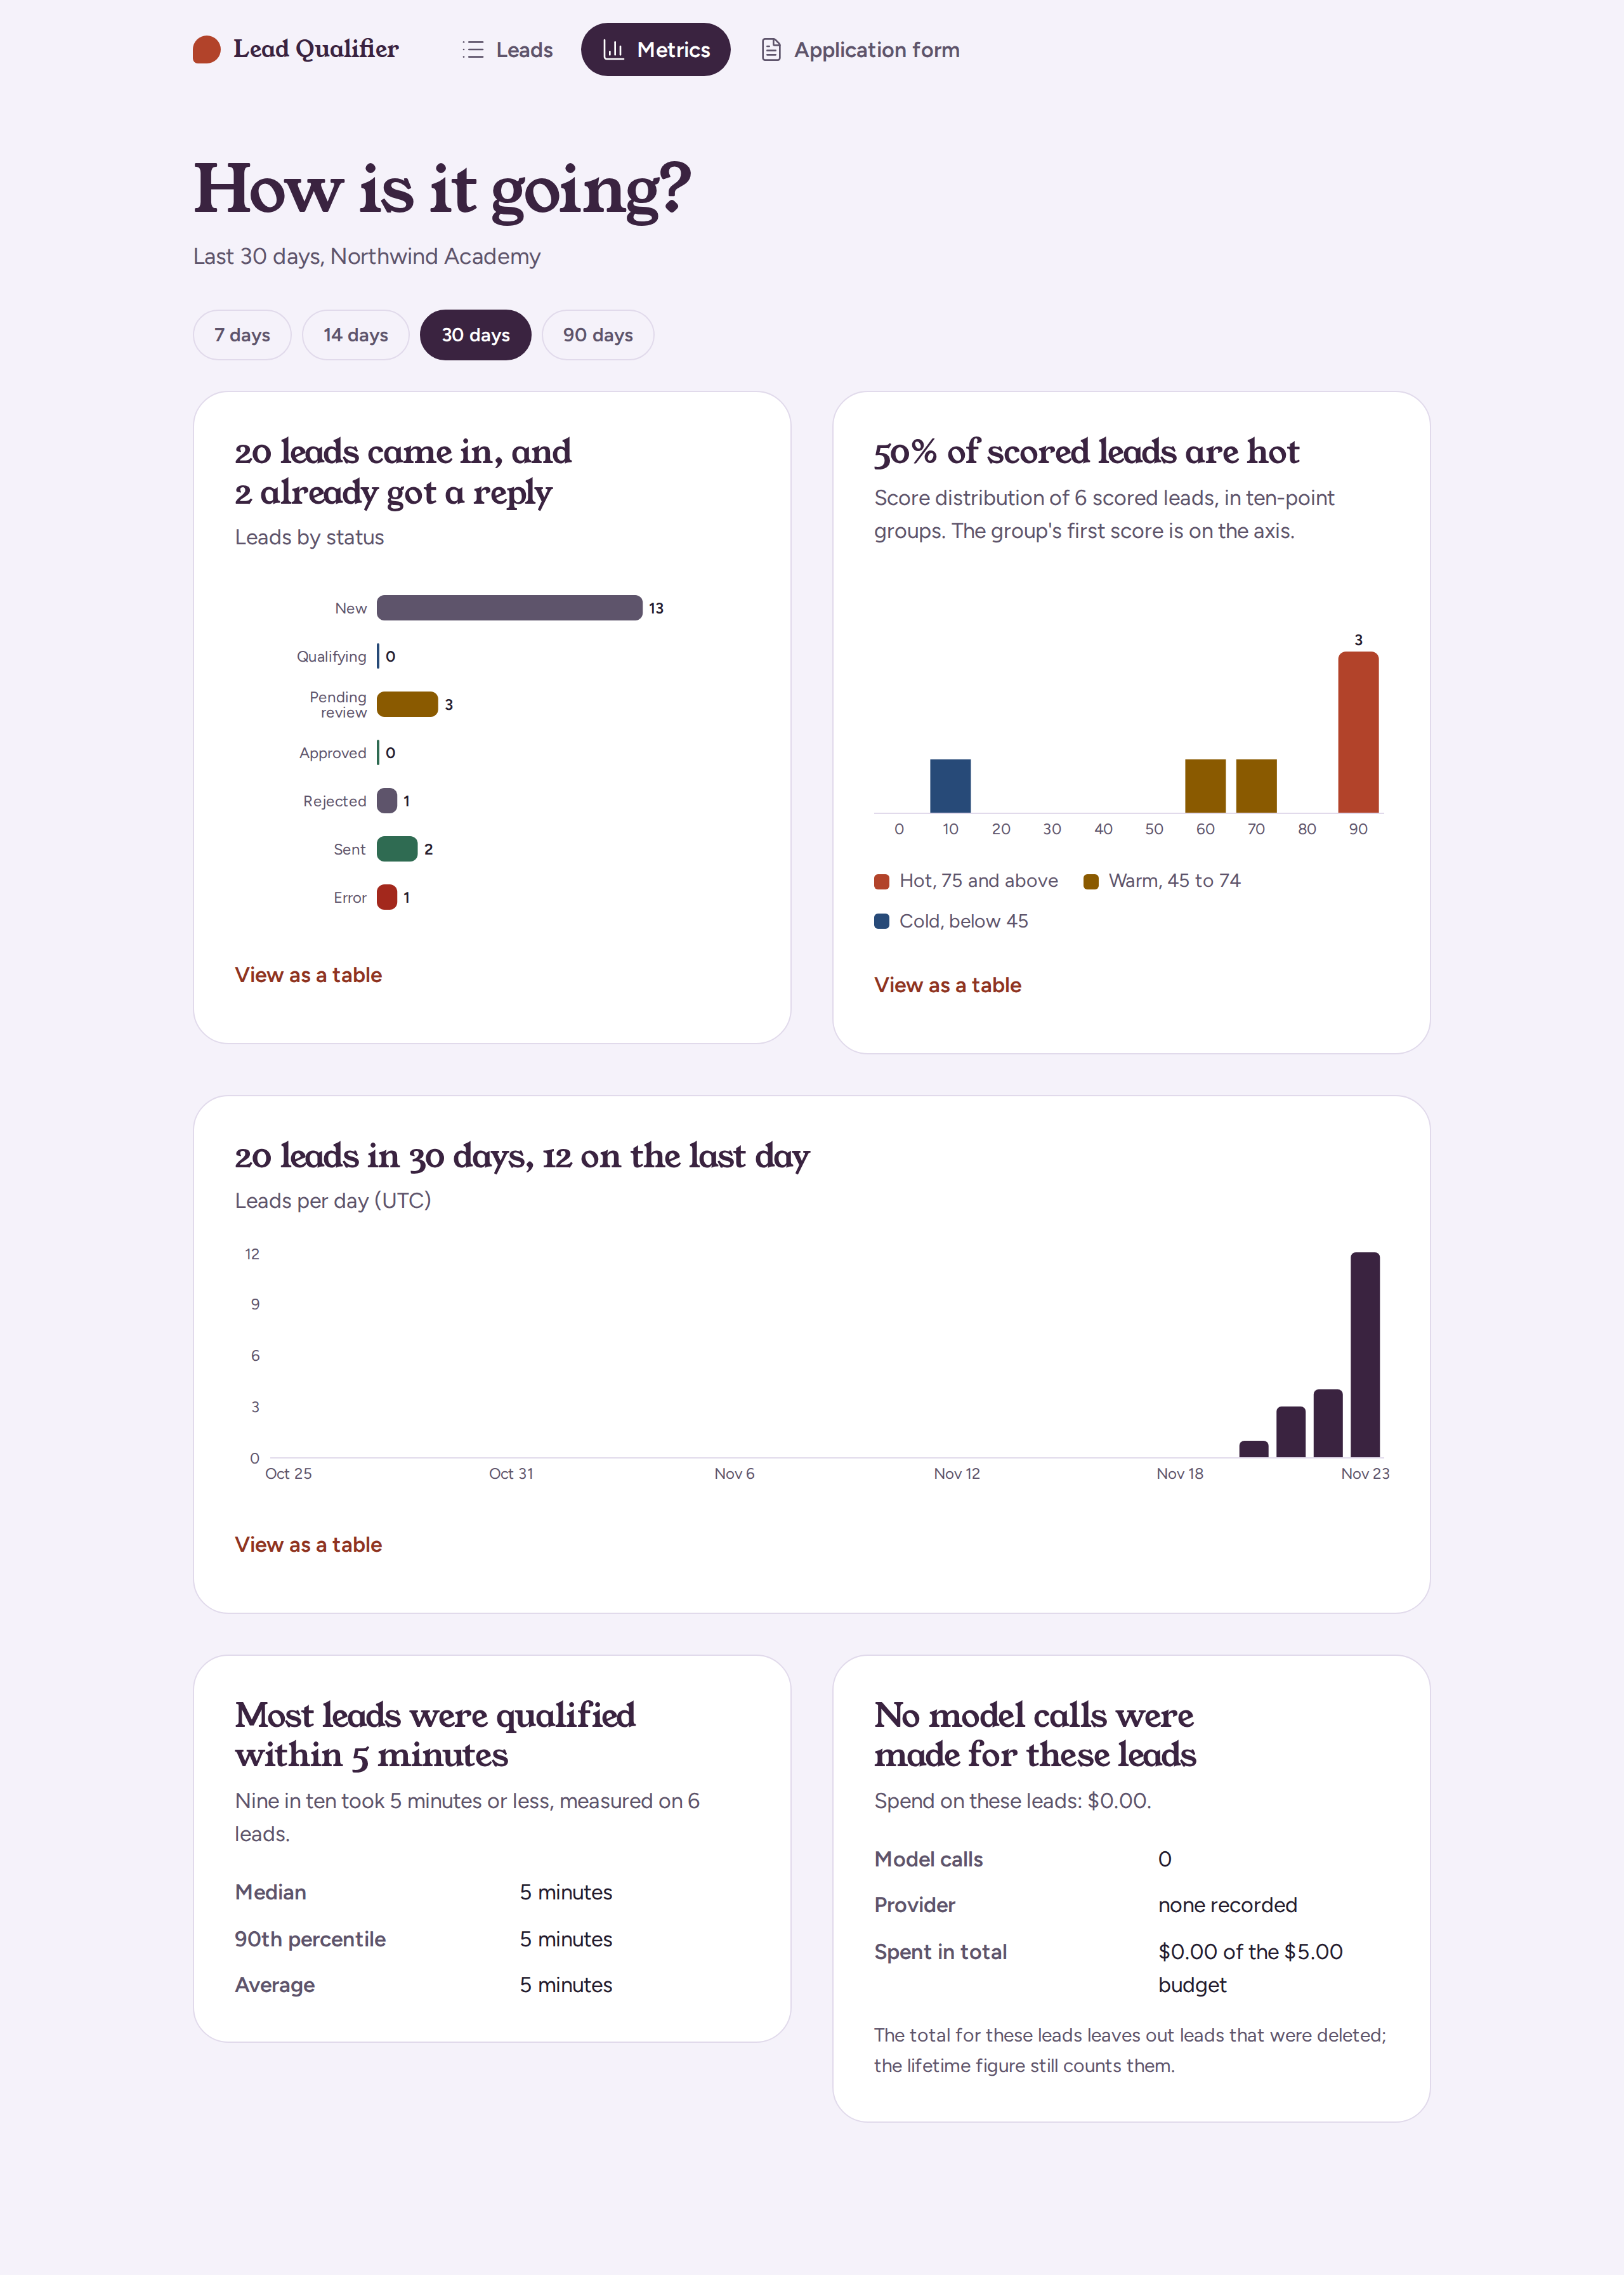 Lead Qualifier
Leads
Metrics
Application form
How is it going?
Last 30 days, Northwind Academy
7 days
14 days
30 days
90 days
20 leads came in, and
2 already got a reply
Leads by status
New
13
Qualifying
0
Pending
review
3
Approved
0
Rejected
1
Sent
2
Error
1
View as a table
50% of scored leads are hot
Score distribution of 6 scored leads, in ten-point
groups. The group's first score is on the axis.
3
0 10 20 30 40 50 60 70 80 90
Hot, 75 and above
Warm, 45 to 74
Cold, below 45
View as a table
20 leads in 30 days, 12 on the last day
Leads per day (UTC)
12
9
6
3
0
Oct 25 Oct 31 Nov 6 Nov 12 Nov 18 Nov 23
View as a table
Most leads were qualified
within 5 minutes
Nine in ten took 5 minutes or less, measured on 6
leads.
Median 5 minutes
90th percentile 5 minutes
Average 5 minutes
No model calls were
made for these leads
Spend on these leads: $0.00.
Model calls 0
Provider none recorded
Spent in total $0.00 of the $5.00
budget
The total for these leads leaves out leads that were deleted;
the lifetime figure still counts them.